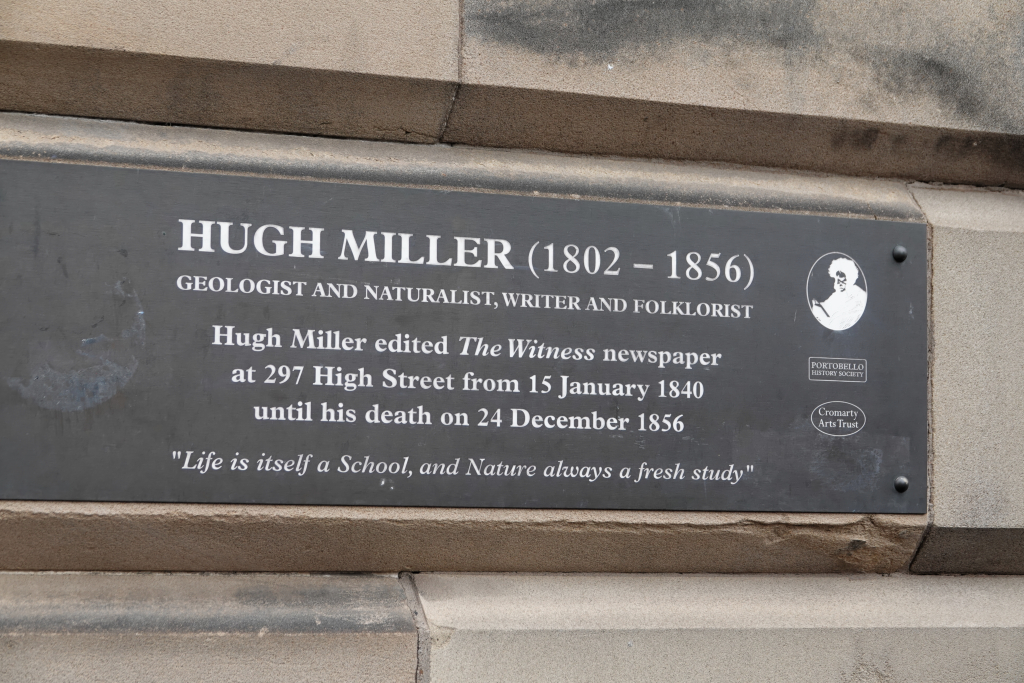 HUGH MILLER (1802 – 1856)
GEOLOGIST AND NATURALIST, WRITER AND FOLKLORIST
Hugh Miller edited The Witness newspaper
at 297 High Street from 15 January 1840
until his death on 24 December 1856
"Life is itself a School, and Nature always a fresh study"
PORTOBELLO
HISTORY SOCIETY
Cromarty
Arts Trust